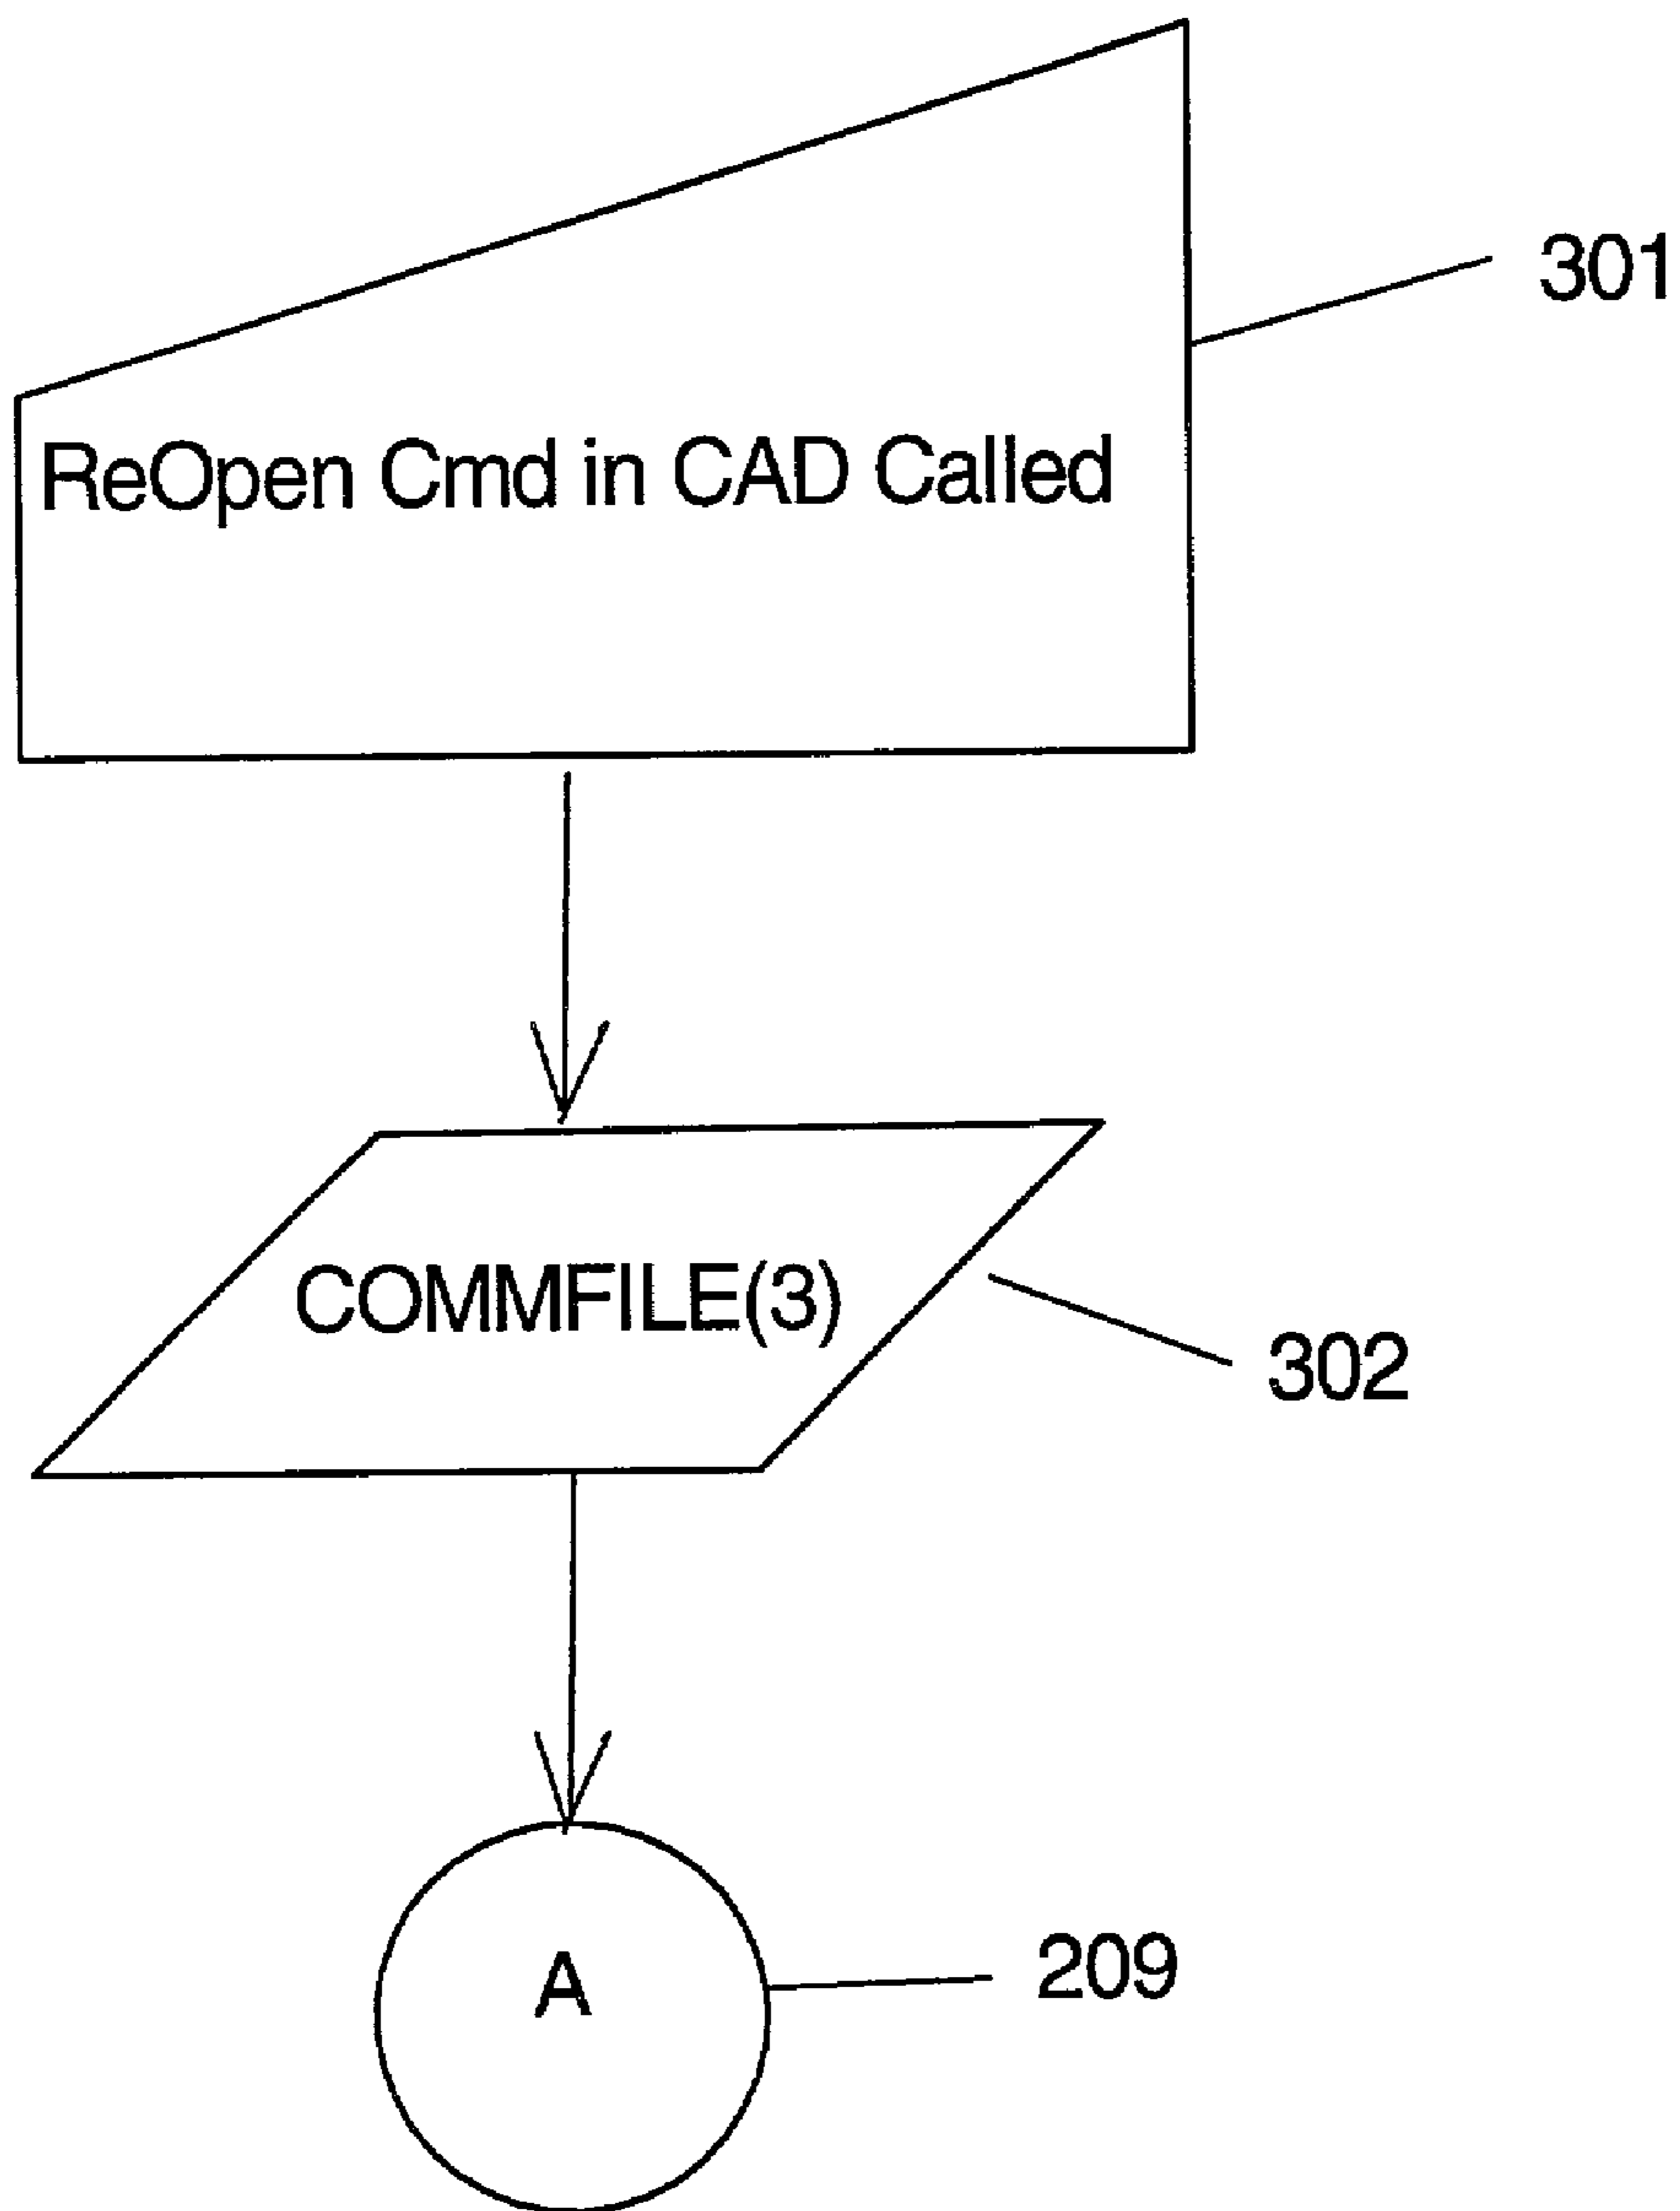 301
ReOpen Cmd in CAD Called
COMMFILE(3)
302
A
209